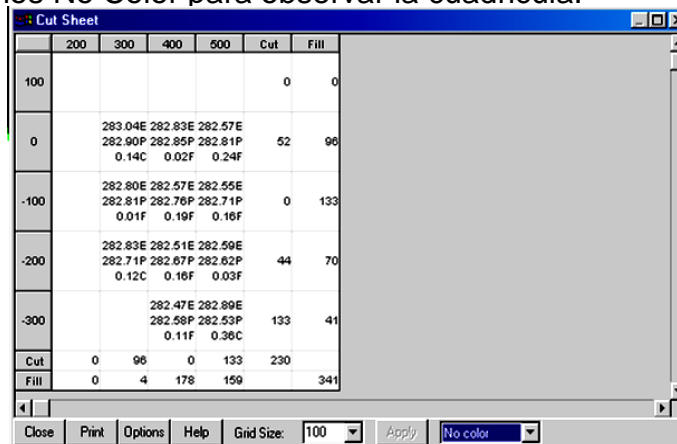 los No Color para observar la cuadrícula.
Cut Sheet
200 300 400 500 Cut Fill
100 0 0
283.04E 282.83E 282.57E
0 282.90P 282.85P 282.81P 52 96
0.14C 0.02F 0.24F
282.80E 282.57E 282.55E
-100 282.81P 282.76P 282.71P 0 133
0.01F 0.19F 0.16F
282.83E 282.51E 282.59E
-200 282.71P 282.67P 282.62P 44 70
0.12C 0.16F 0.03F
282.47E 282.89E
-300 282.58P 282.53P 133 41
0.11F 0.36C
Cut 0 96 0 133 230
Fill 0 4 178 159 341
Close Print Options Help Grid Size: 100 Apply No color